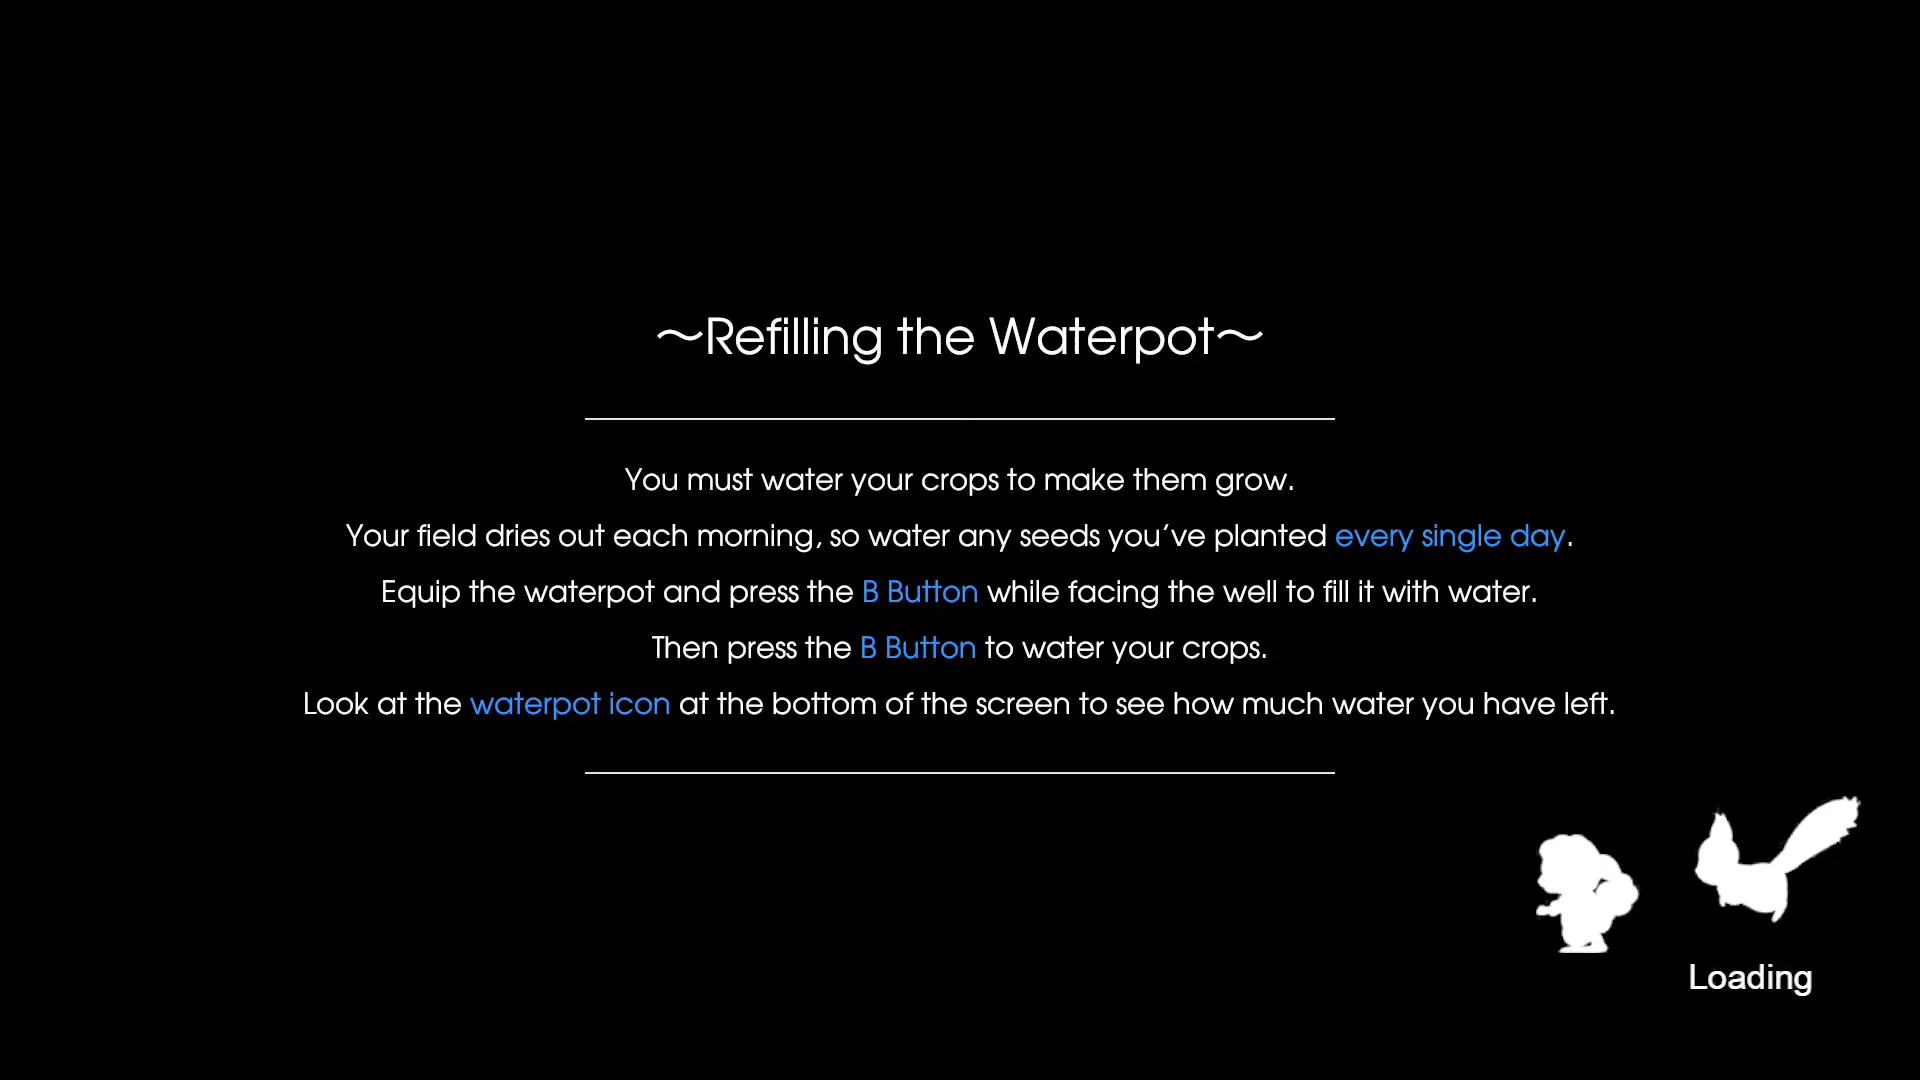 ～Refilling the Waterpot～
You must water your crops to make them grow.
Your field dries out each morning, so water any seeds you've planted every single day.
Equip the waterpot and press the B Button while facing the well to fill it with water.
Then press the B Button to water your crops.
Look at the waterpot icon at the bottom of the screen to see how much water you have left.
Loading